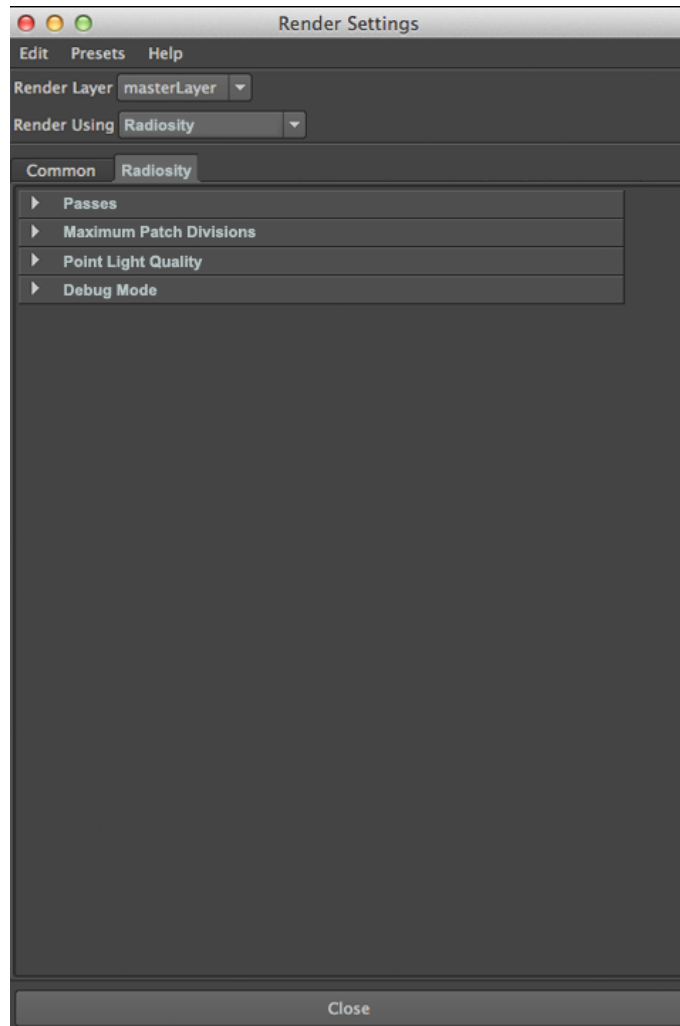 Render Settings
Edit Presets Help
Render Layer masterLayer
Render Using Radiosity
Common Radiosity
Passes
Maximum Patch Divisions
Point Light Quality
Debug Mode
Close